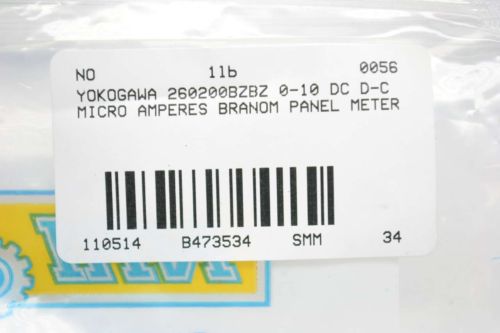 NO 1lb 0056
YOKOGAWA 260200BZBZ 0-10 DC D-C
MICRO AMPERES BRANOM PANEL METER
110514 B473534 SMM 34